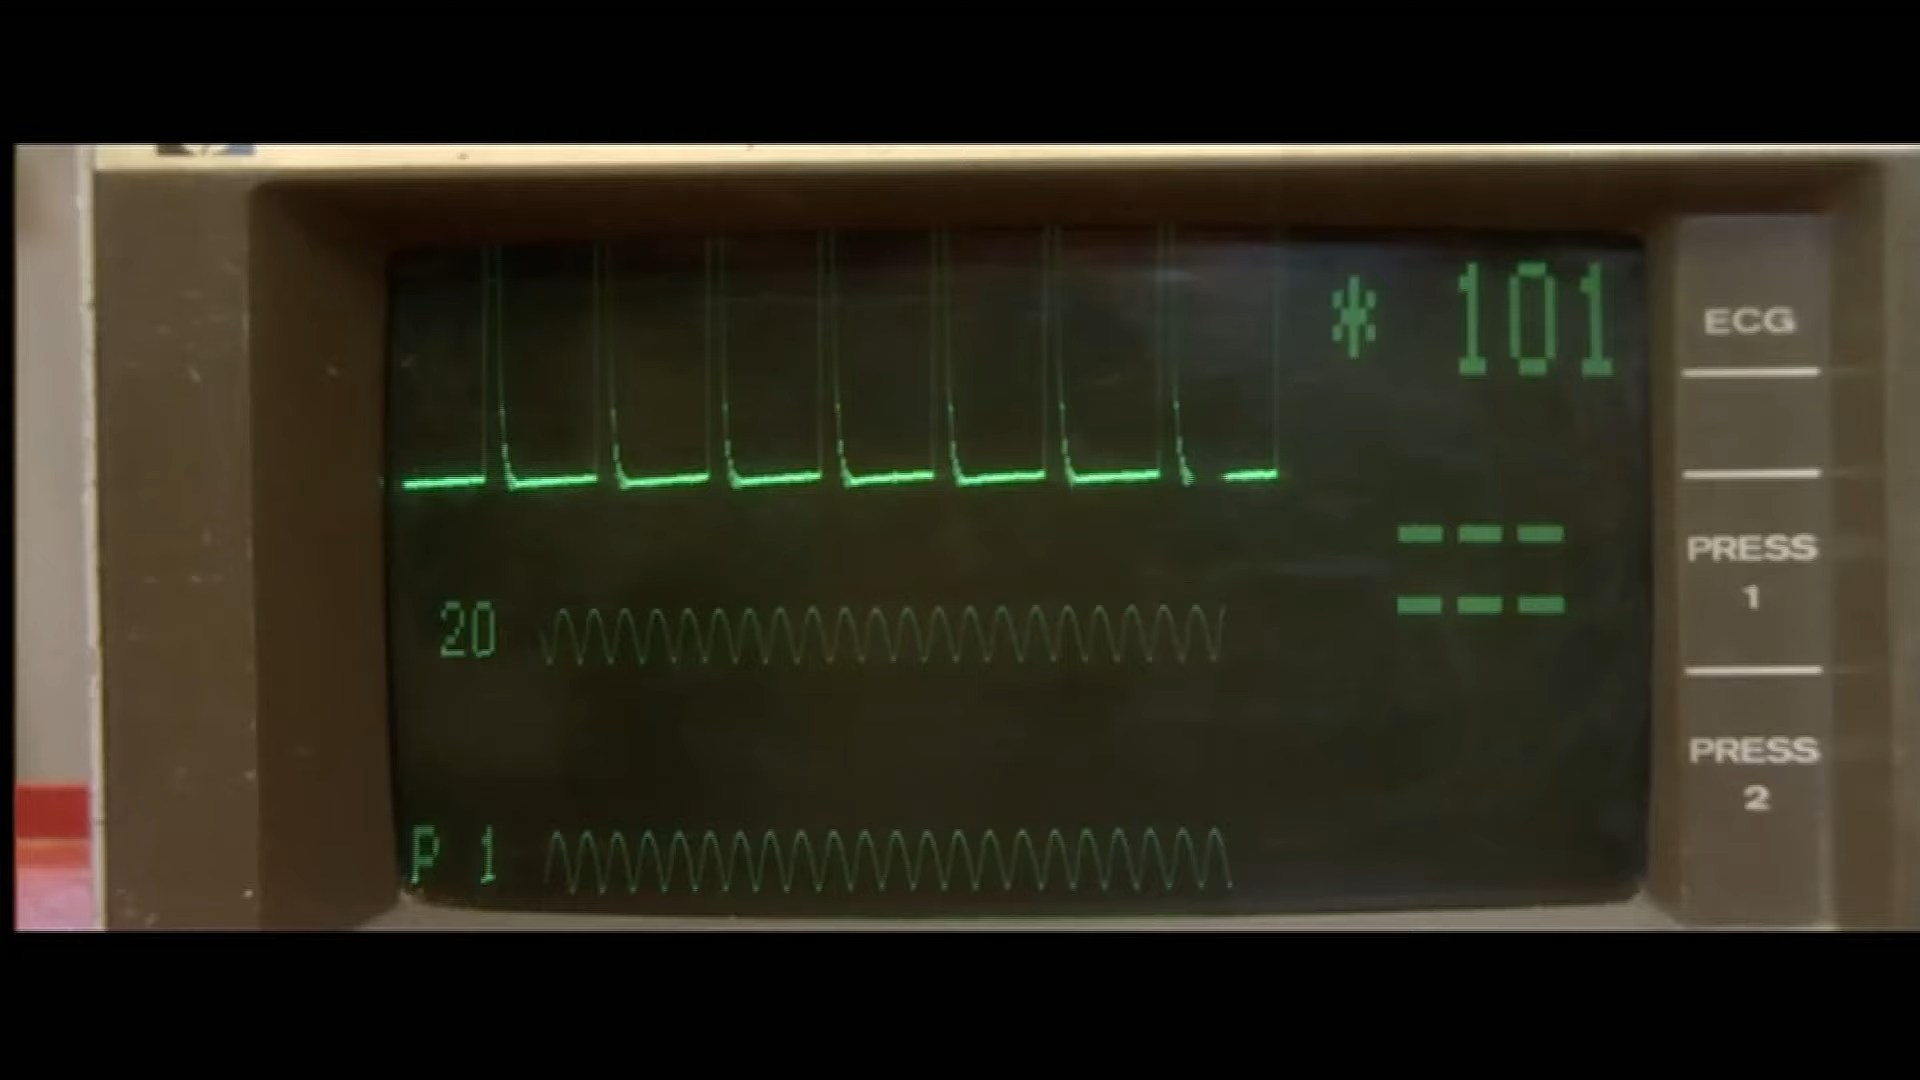 * 101
ECG
--- 
PRESS
1
---
20
PRESS
2
P 1